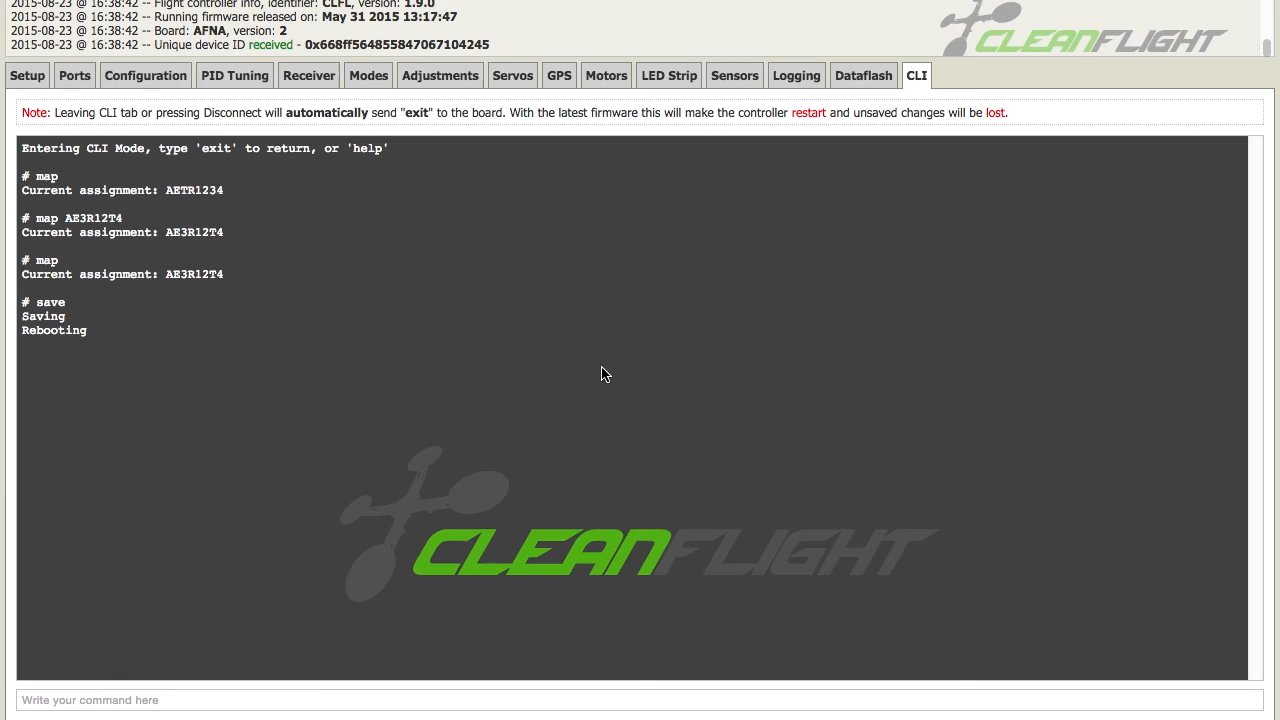 2015-08-23 @ 16:38:42 -- Flight controller info, identifier: CLFL, version: 1.9.0
2015-08-23 @ 16:38:42 -- Running firmware released on: May 31 2015 13:17:47
2015-08-23 @ 16:38:42 -- Board: AFNA, version: 2
2015-08-23 @ 16:38:42 -- Unique device ID received - 0x668ff564855847067104245
CLEANFLIGHT
Setup Ports Configuration PID Tuning Receiver Modes Adjustments Servos GPS Motors LED Strip Sensors Logging Dataflash CLI
Note: Leaving CLI tab or pressing Disconnect will automatically send "exit" to the board. With the latest firmware this will make the controller restart and unsaved changes will be lost.
Entering CLI Mode, type 'exit' to return, or 'help'
# map
Current assignment: AETR1234
# map AE3R12T4
Current assignment: AE3R12T4
# map
Current assignment: AE3R12T4
# save
Saving
Rebooting
CLEANFLIGHT
Write your command here